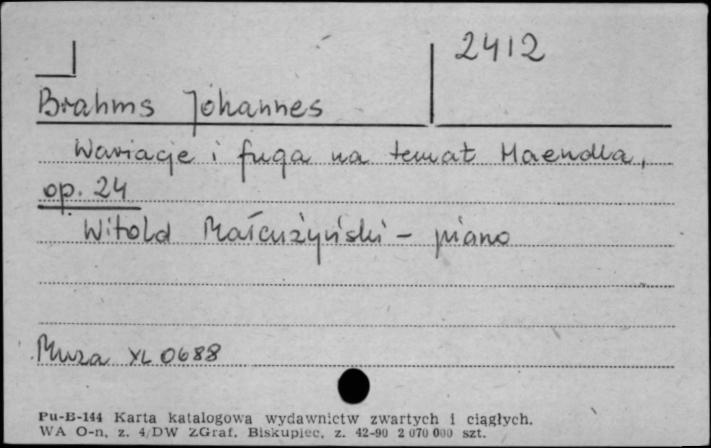 2412
Brahms Johannes
Wariacje i fuga na temat Haendla,
op. 24
Witold Małcużyński - piano
Muza XL 0688
Pu-B-144 Karta katalogowa wydawnictw zwartych i ciągłych.
WA O-n, z. 4/DW ZGraf. Biskupiec, z. 42-90 2 070 000 szt.